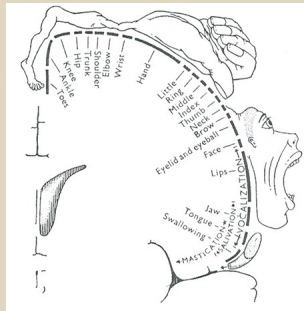 Toes
Ankle
Knee
Hip
Trunk
Shoulder
Elbow
Wrist
Hand
Little
Ring
Middle
Index
Thumb
Neck
Brow
Eyelid and eyeball
Face
Lips
VOCALIZATION
Jaw
Tongue
Swallowing
SALIVATION
MASTICATION